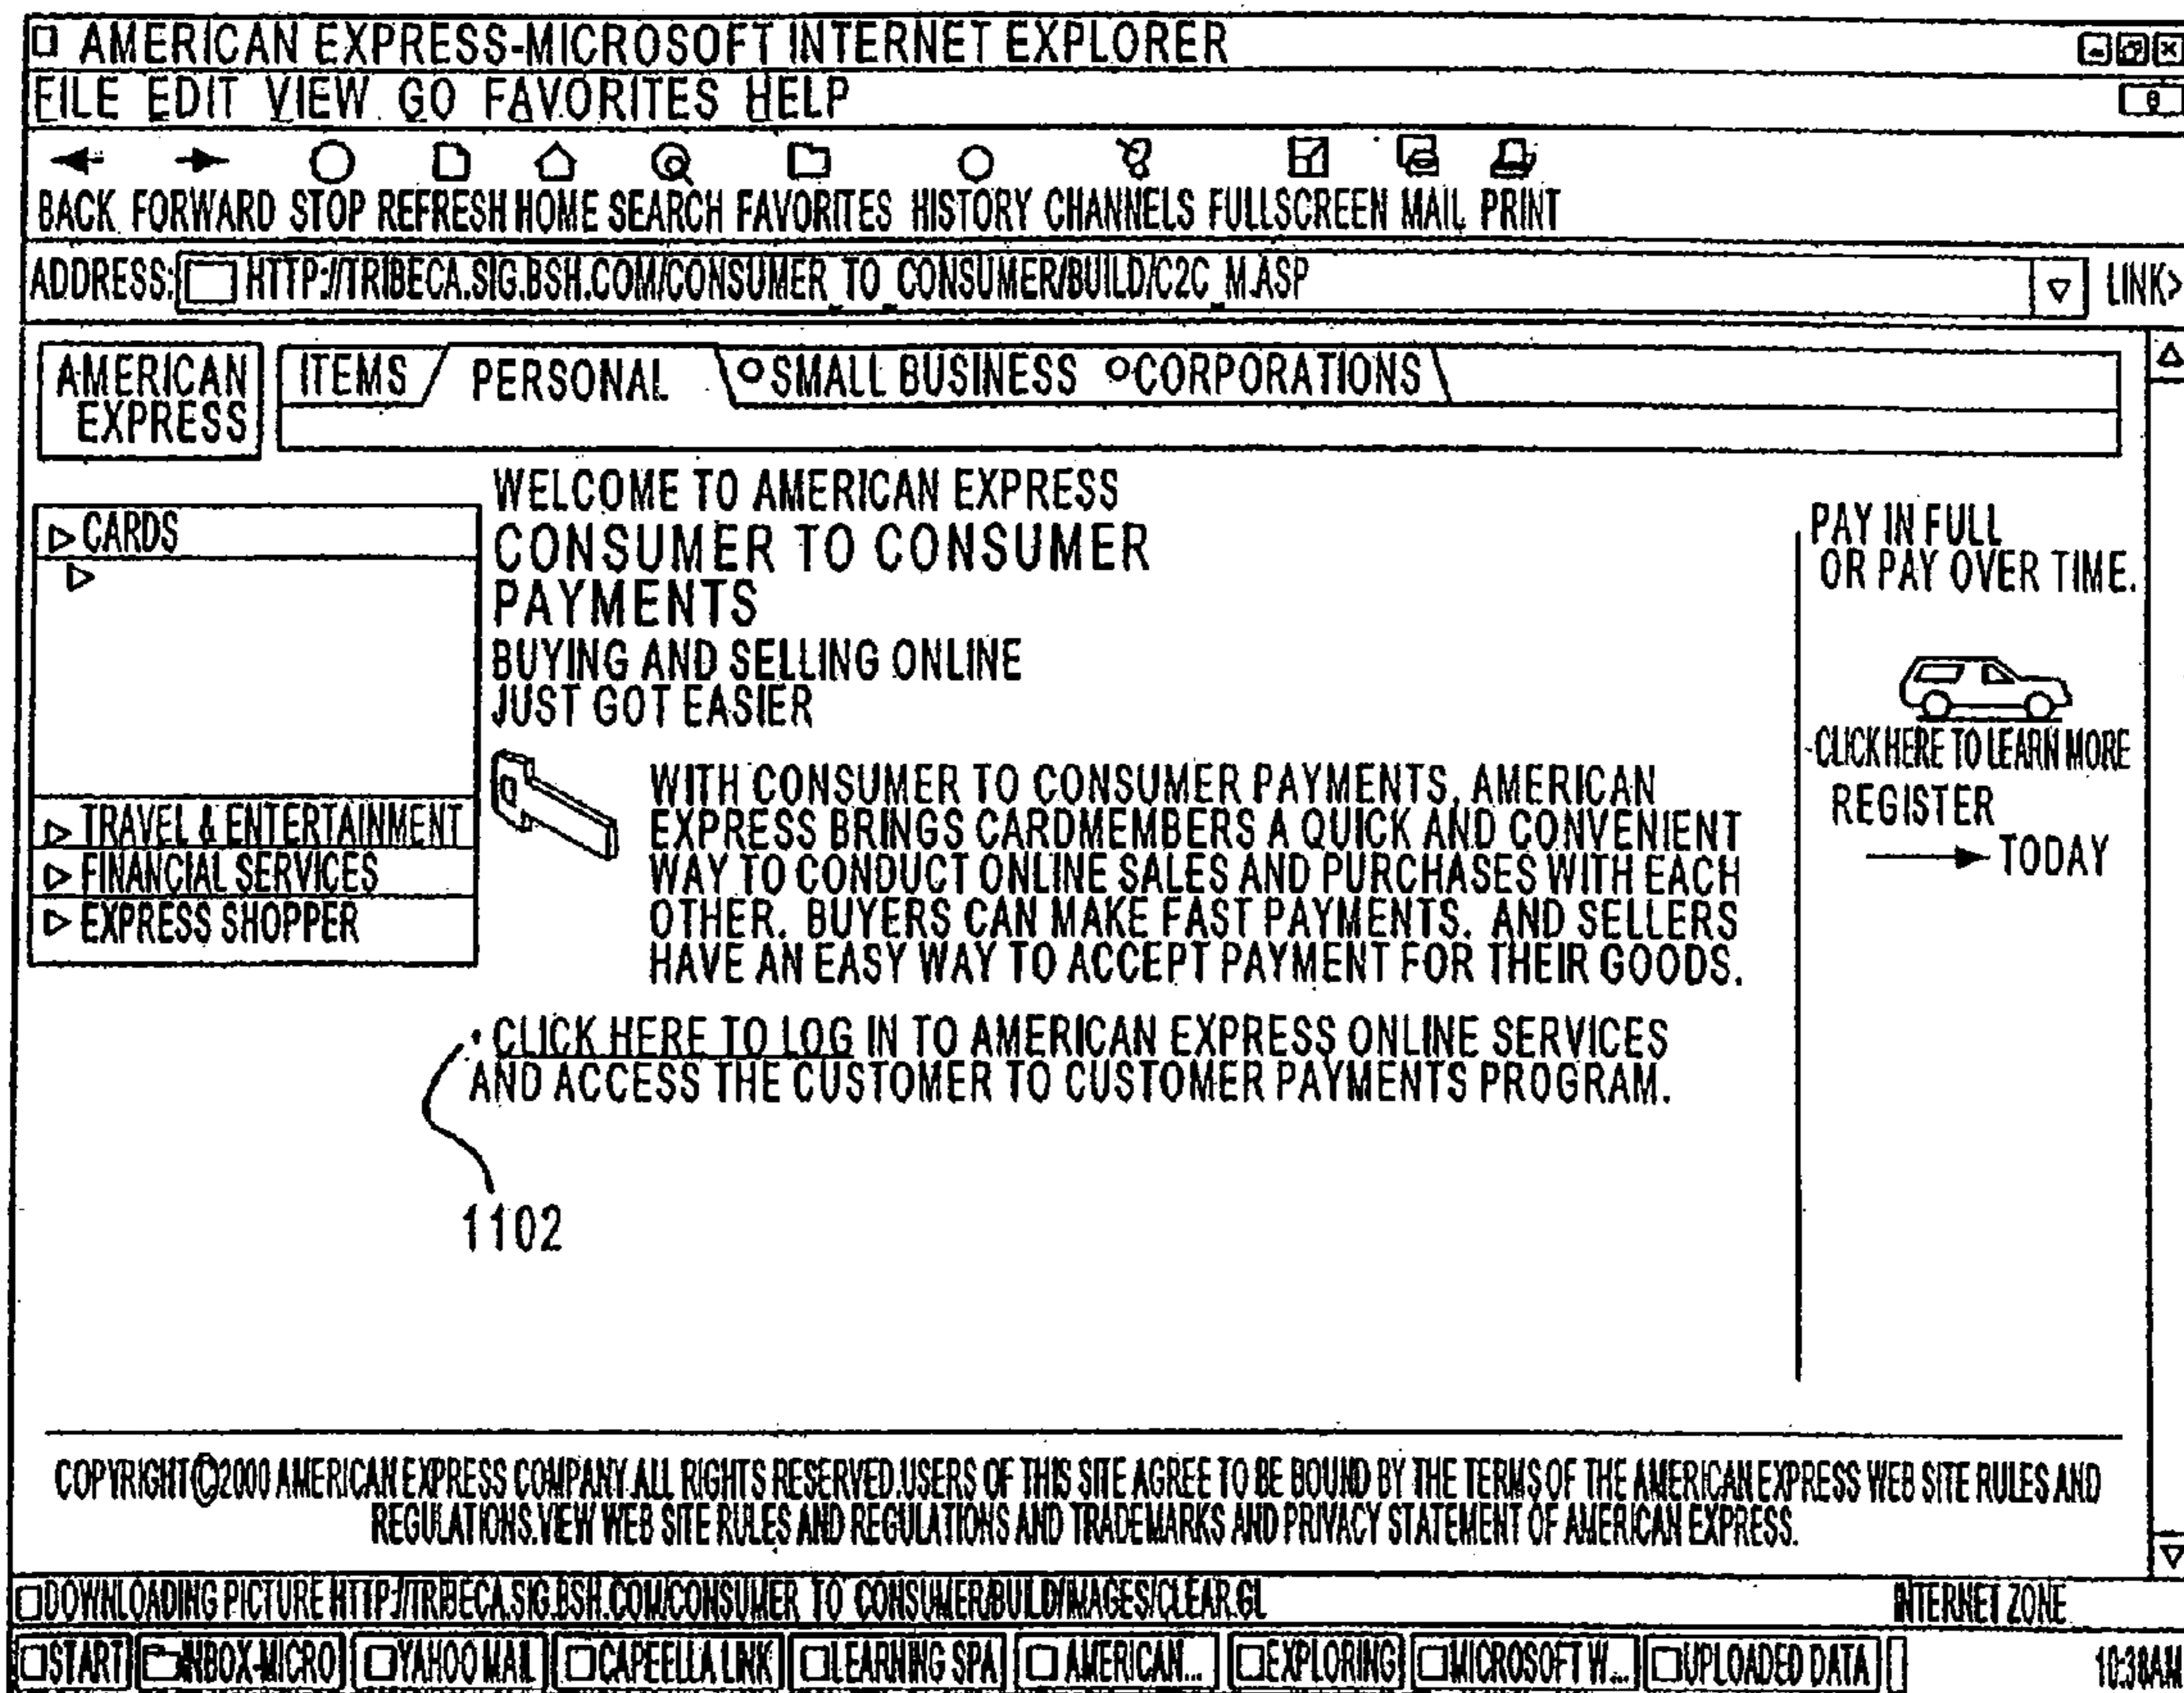 AMERICAN EXPRESS-MICROSOFT INTERNET EXPLORER
FILE EDIT VIEW GO FAVORITES HELP
BACK FORWARD STOP REFRESH HOME SEARCH FAVORITES HISTORY CHANNELS FULLSCREEN MAIL PRINT
ADDRESS: HTTP://TRIBECA.SIG.BSH.COM/CONSUMER_TO_CONSUMER/BUILD/C2C_M.ASP LINK>
AMERICAN
EXPRESS
ITEMS PERSONAL SMALL BUSINESS CORPORATIONS
CARDS
TRAVEL & ENTERTAINMENT
FINANCIAL SERVICES
EXPRESS SHOPPER
WELCOME TO AMERICAN EXPRESS
CONSUMER TO CONSUMER
PAYMENTS
BUYING AND SELLING ONLINE
JUST GOT EASIER
WITH CONSUMER TO CONSUMER PAYMENTS, AMERICAN
EXPRESS BRINGS CARDMEMBERS A QUICK AND CONVENIENT
WAY TO CONDUCT ONLINE SALES AND PURCHASES WITH EACH
OTHER. BUYERS CAN MAKE FAST PAYMENTS. AND SELLERS
HAVE AN EASY WAY TO ACCEPT PAYMENT FOR THEIR GOODS.
• CLICK HERE TO LOG IN TO AMERICAN EXPRESS ONLINE SERVICES
AND ACCESS THE CUSTOMER TO CUSTOMER PAYMENTS PROGRAM.
1102
PAY IN FULL
OR PAY OVER TIME.
CLICK HERE TO LEARN MORE
REGISTER
TODAY
COPYRIGHT ©2000 AMERICAN EXPRESS COMPANY.ALL RIGHTS RESERVED.USERS OF THIS SITE AGREE TO BE BOUND BY THE TERMS OF THE AMERICAN EXPRESS WEB SITE RULES AND
REGULATIONS.VIEW WEB SITE RULES AND REGULATIONS AND TRADEMARKS AND PRIVACY STATEMENT OF AMERICAN EXPRESS.
DOWNLOADING PICTURE HTTP://TRIBECA.SIG.BSH.COM/CONSUMER_TO_CONSUMER/BUILD/IMAGES/CLEAR.GL INTERNET ZONE
START INBOX-MICRO YAHOO MAIL CAPEELLA LINK LEARNING SPA AMERICAN... EXPLORING MICROSOFT W... UPLOADED DATA 10:38AM